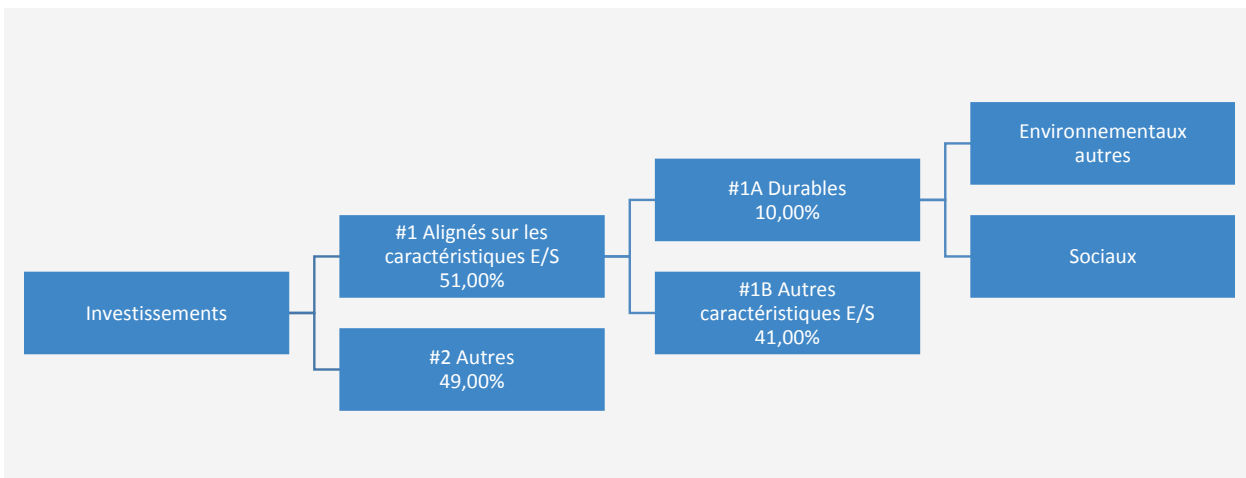 Investissements
#1 Alignés sur les
caractéristiques E/S
51,00%
#2 Autres
49,00%
#1A Durables
10,00%
#1B Autres
caractéristiques E/S
41,00%
Environnementaux
autres
Sociaux